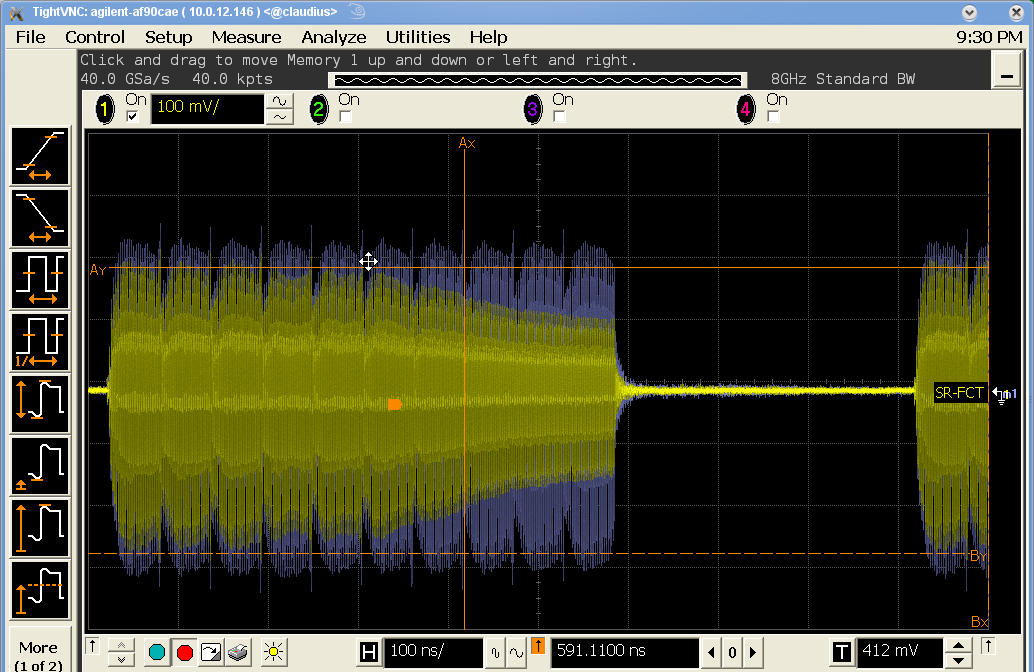 TightVNC: agilent-af90cae ( 10.0.12.146 ) <@claudius>
File Control Setup Measure Analyze Utilities Help 9:30 PM
Click and drag to move Memory 1 up and down or left and right.
40.0 GSa/s 40.0 kpts 8GHz Standard BW
1 On 100 mV/ 2 On 3 On 4 On
Ax
Ay
SR-FCT m1
1/
By
Bx
More
(1 of 2)
H 100 ns/ 591.1100 ns 0 T 412 mV